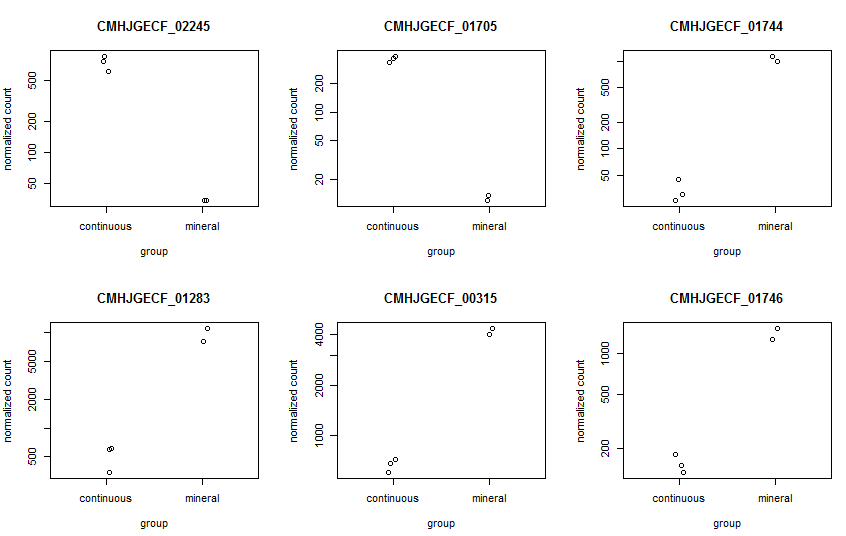 CMHJGECF_02245
normalized count
500
200
100
50
continuous
mineral
group
CMHJGECF_01705
normalized count
200
100
50
20
continuous
mineral
group
CMHJGECF_01744
normalized count
500
200
50
continuous
mineral
group
CMHJGECF_01283
normalized count
5000
2000
500
continuous
mineral
group
CMHJGECF_00315
normalized count
4000
2000
1000
continuous
mineral
group
CMHJGECF_01746
normalized count
1000
500
200
continuous
mineral
group